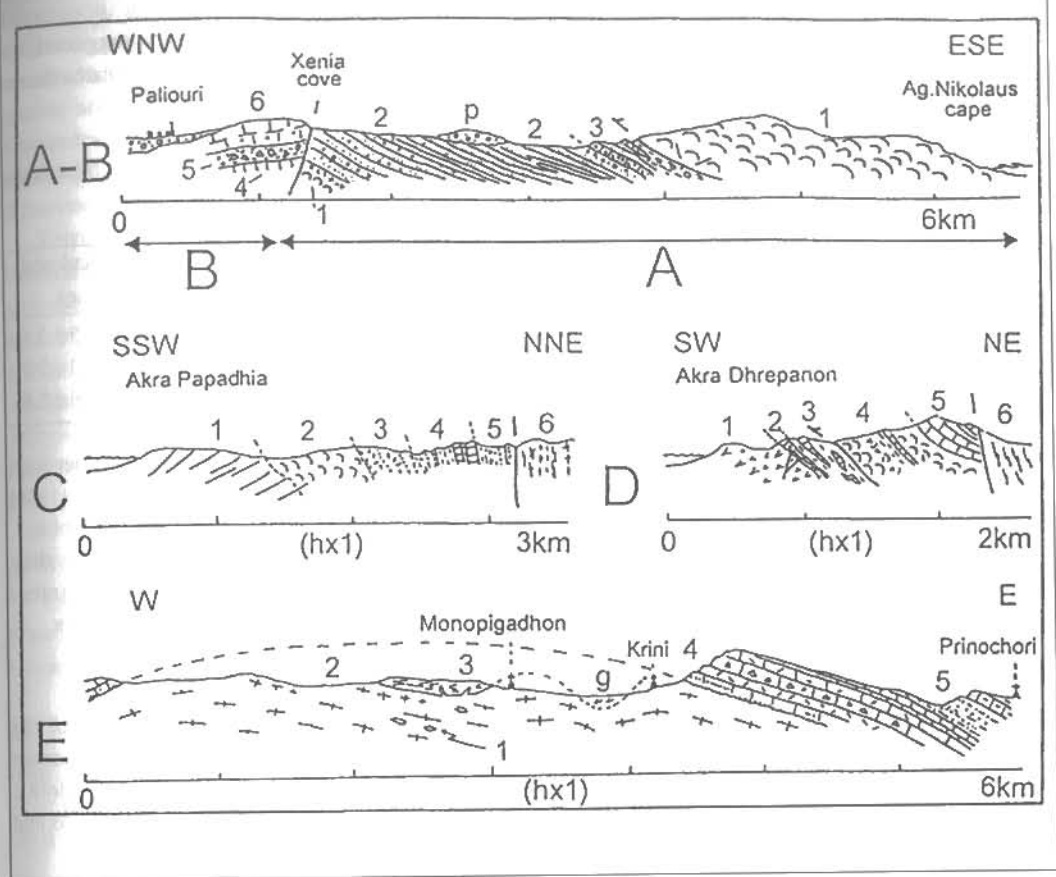 WNW ESE
Xenia
cove
Paliouri
Ag.Nikolaus
cape
6 2 p 2 3 1
A-B
5
4
1
0 6km
B A
SSW NNE
Akra Papadhia
1 2 3 4 5 6
C
0 (hx1) 3km
SW NE
Akra Dhrepanon
1 2 3 4 5 6
D
0 (hx1) 2km
W E
Monopigadhon
Krini
Prinochori
2 3 g 4 5
E
1
0 (hx1) 6km